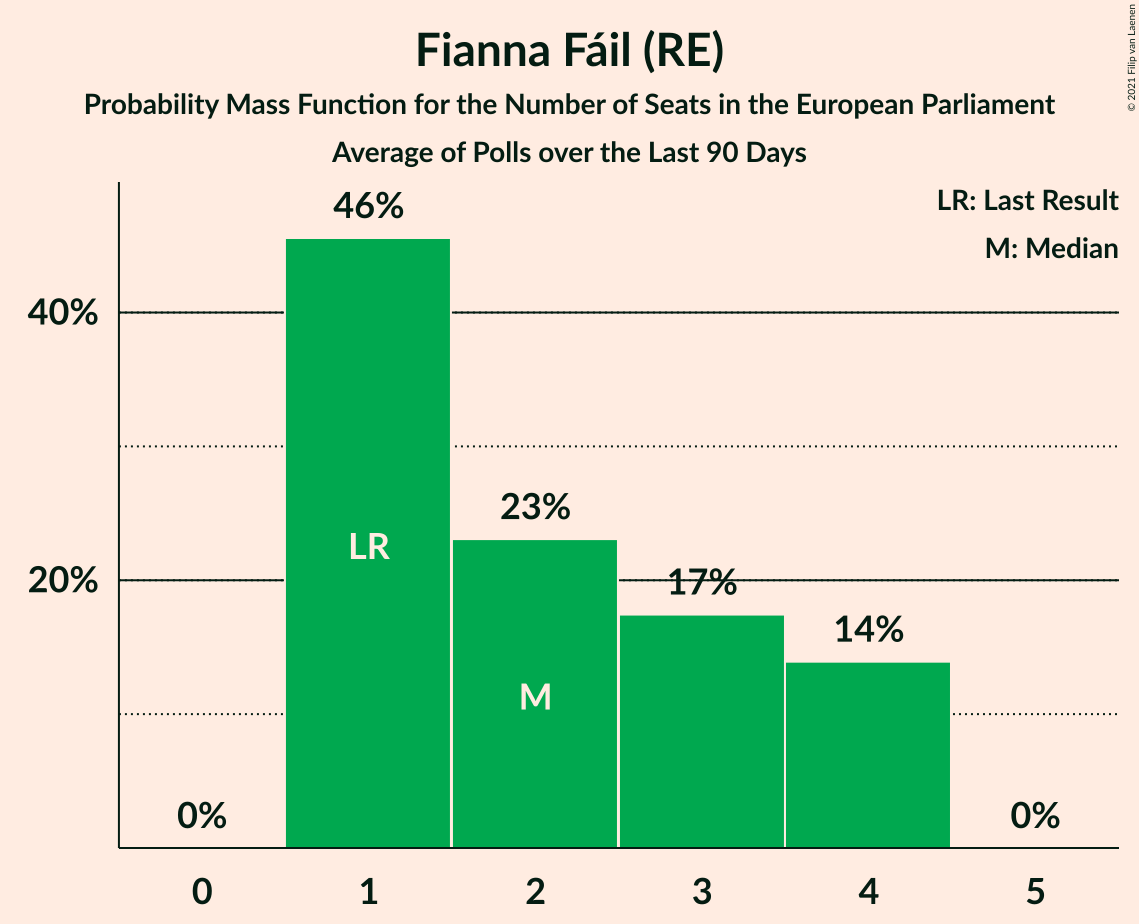 Fianna Fáil (RE)
Probability Mass Function for the Number of Seats in the European Parliament
Average of Polls over the Last 90 Days
© 2021 Filip van Laenen
LR: Last Result
M: Median
46%
40%
23%
LR
20%
17%
14%
M
0%
0%
0 1 2 3 4 5